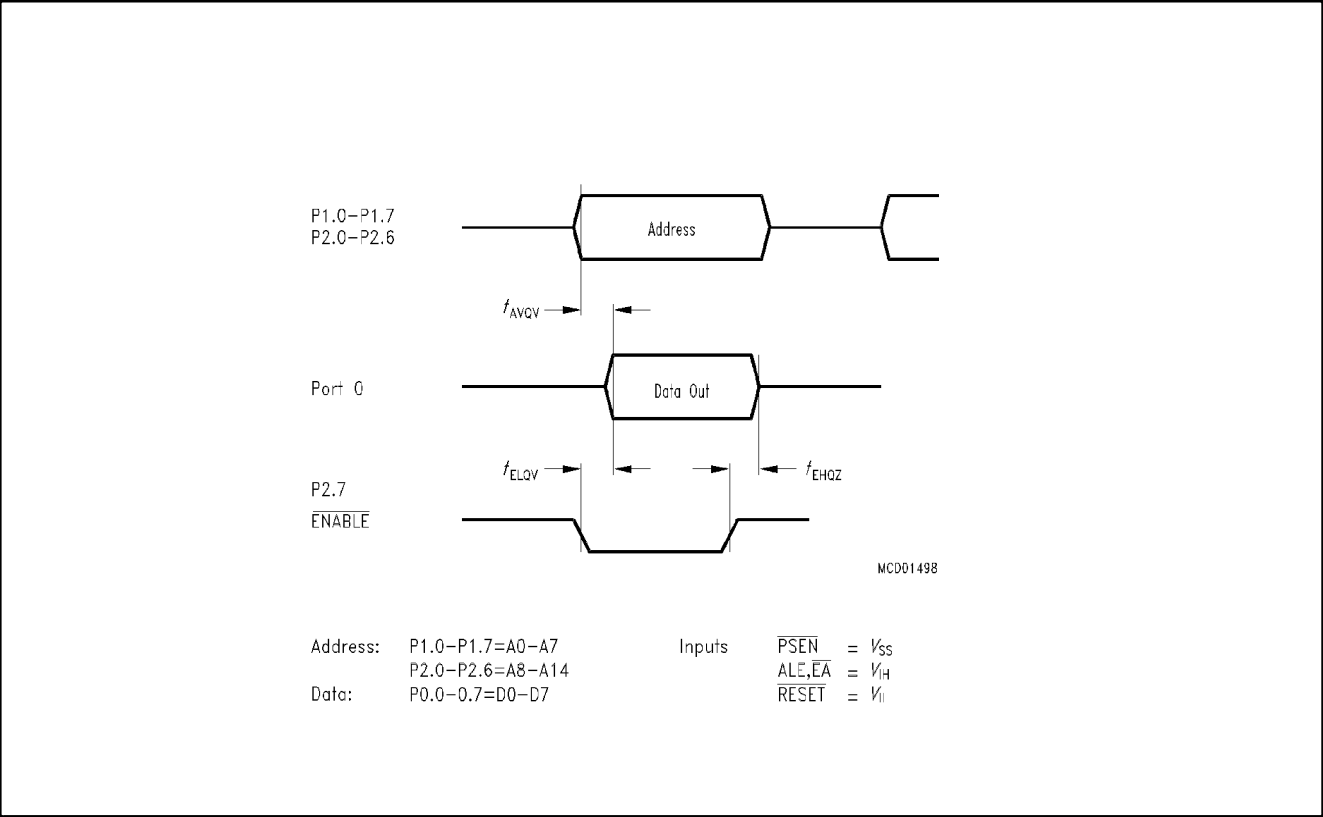 P1.0-P1.7
P2.0-P2.6
Address
tAVQV
Port 0
Data Out
tELQV
tEHQZ
P2.7
ENABLE
MCD01498
Address: P1.0-P1.7=A0-A7 Inputs PSEN = VSS
P2.0-P2.6=A8-A14 ALE,EA = VIH
Data: P0.0-0.7=D0-D7 RESET = VIL